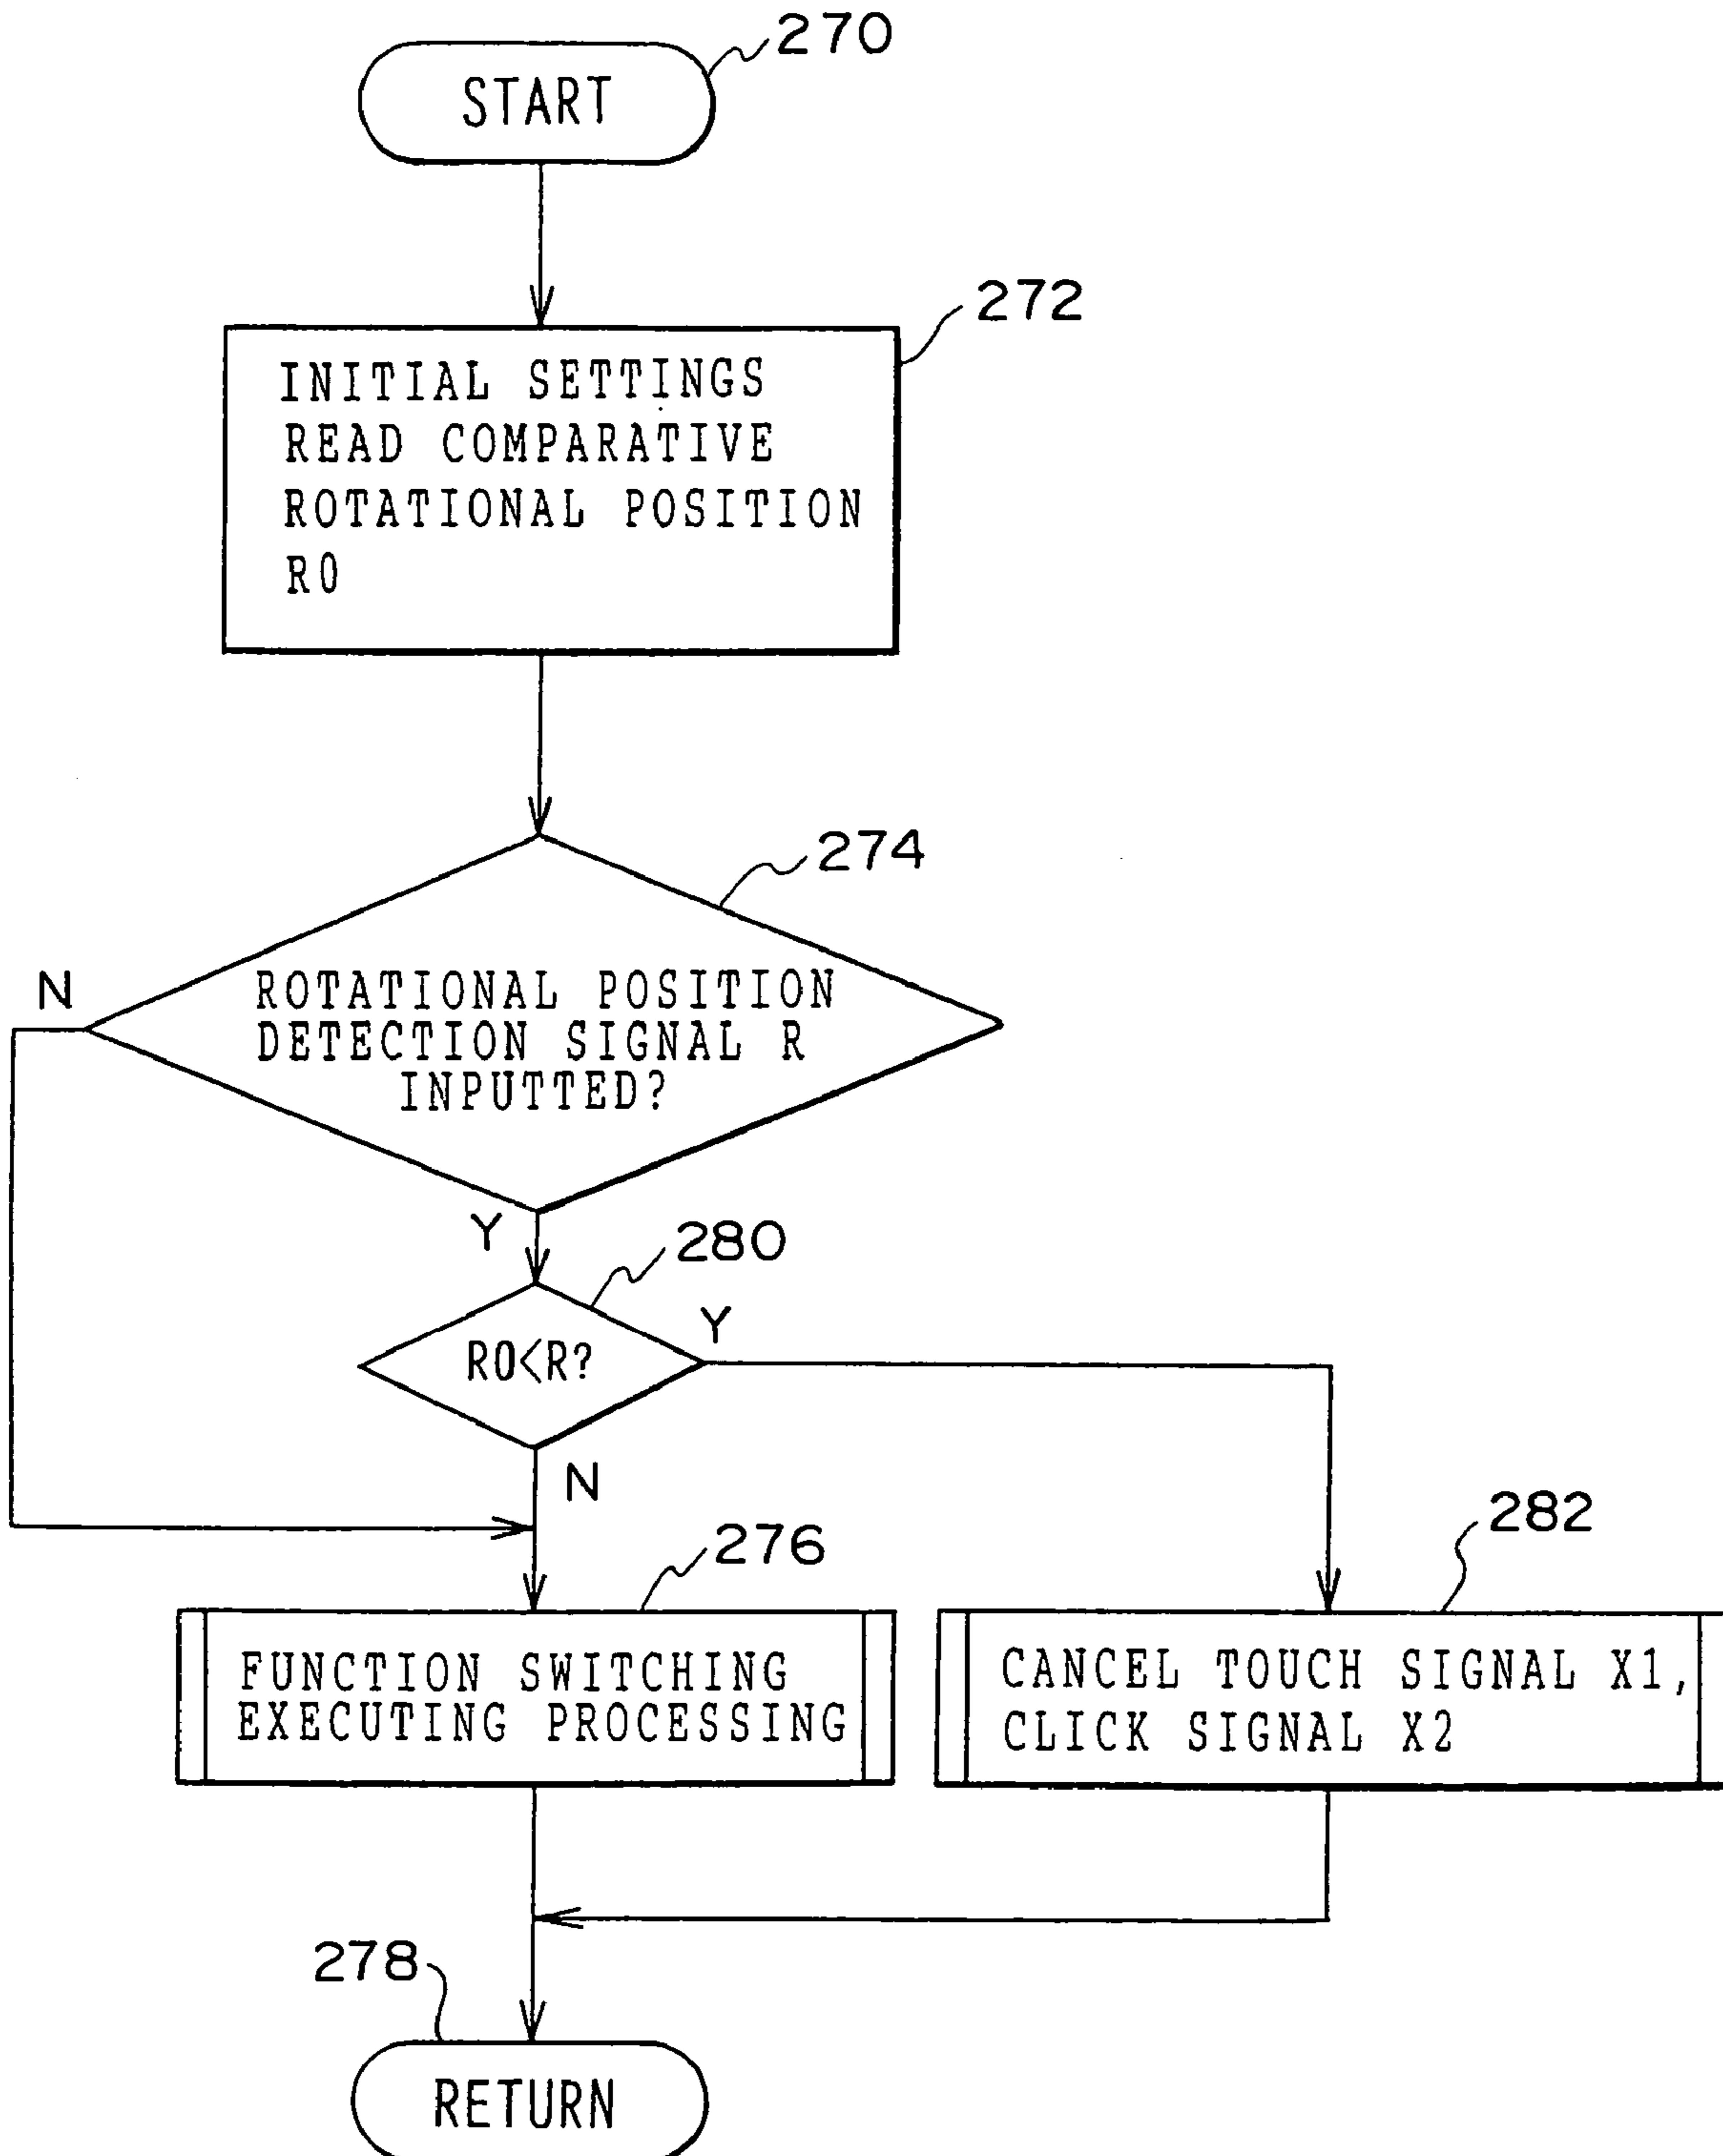 270
START
272
INITIAL SETTINGS
READ COMPARATIVE
ROTATIONAL POSITION
R0
274
N
ROTATIONAL POSITION
DETECTION SIGNAL R
INPUTTED?
Y
280
Y
R0<R?
N
282
276
FUNCTION SWITCHING
EXECUTING PROCESSING
CANCEL TOUCH SIGNAL X1,
CLICK SIGNAL X2
278
RETURN